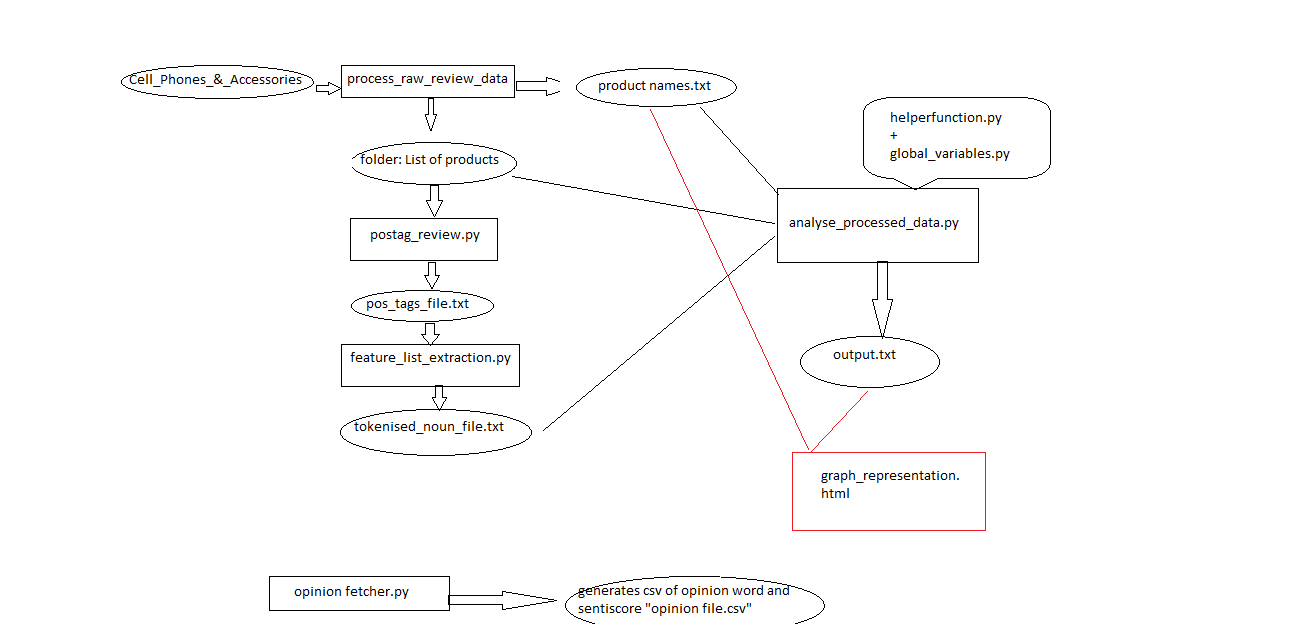 Cell_Phones_&_Accessories
process_raw_review_data
product names.txt
helperfunction.py
+
global_variables.py
folder: List of products
postag_review.py
analyse_processed_data.py
pos_tags_file.txt
feature_list_extraction.py
output.txt
tokenised_noun_file.txt
graph_representation.
html
opinion fetcher.py
generates csv of opinion word and
sentiscore "opinion file.csv"